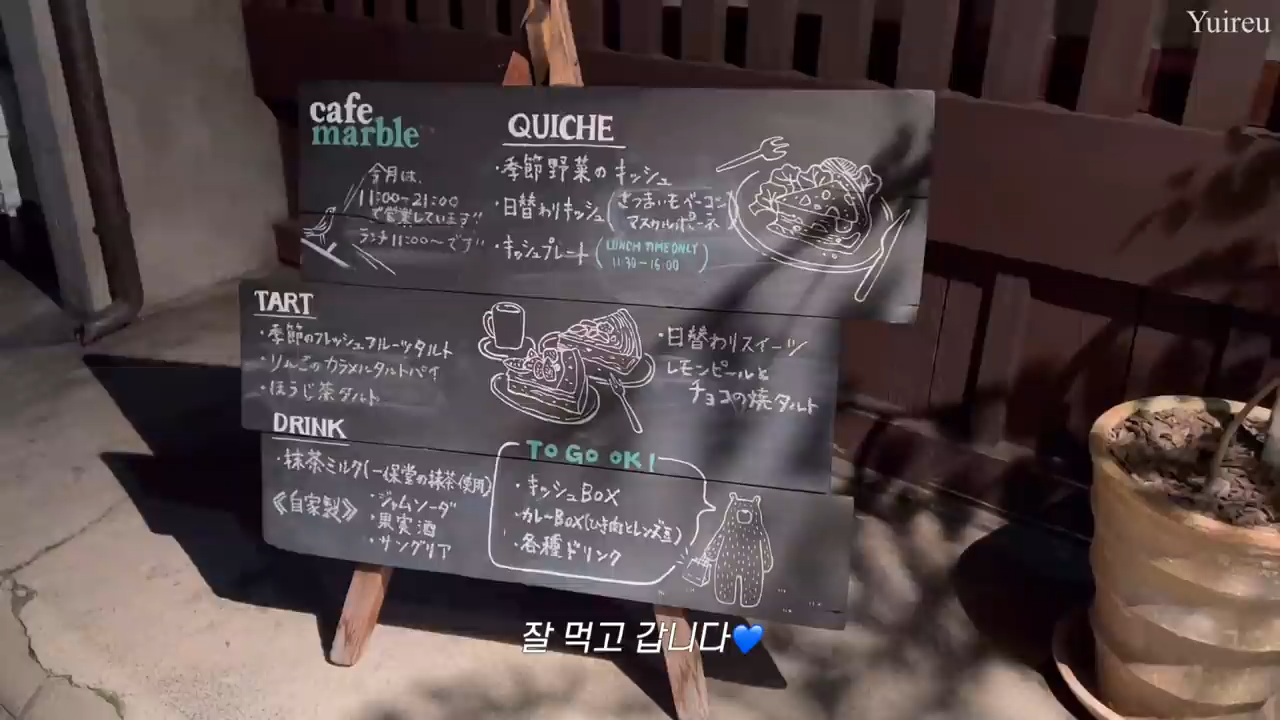 Yuireu
cafe
marble
今月は、
11:00~21:00
で営業しています!!
ランチ11:00~です!!
QUICHE
・季節野菜のキッシュ
・日替わりキッシュ(さつまいもベーコン
マスカルポーネ)
・キッシュプレート(LUNCH TIME ONLY
11:30-16:00)
TART
・季節のフレッシュフルーツタルト
・りんごのカラメルタルトパイ
・ほうじ茶タルト
・日替わりスイーツ
レモンピールと
チョコの焼タルト
DRINK
・抹茶ミルク(一保堂の抹茶使用)
《自家製》
・ジャムソーダ
・果実酒
・サングリア
TO GO OK!
・キッシュBOX
・カレーBOX(ひき肉とレンズ豆)
・各種ドリンク
잘 먹고 갑니다💙